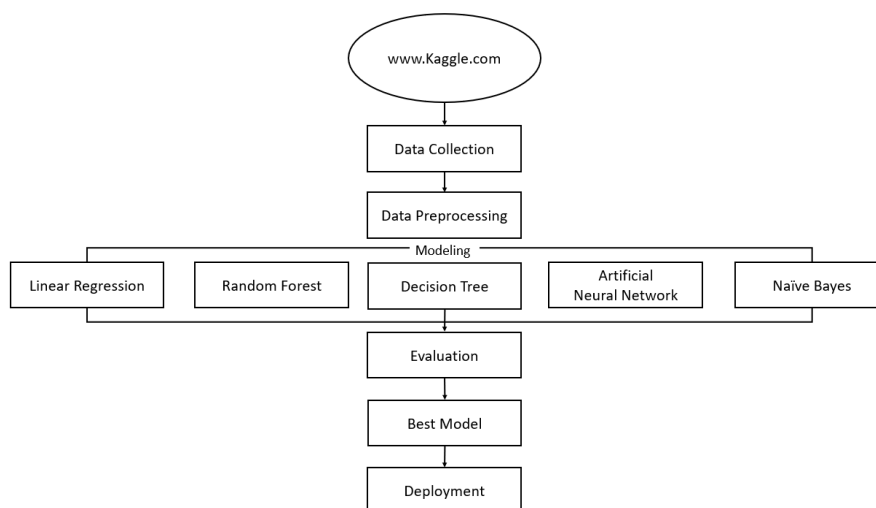 www.Kaggle.com
Data Collection
Data Preprocessing
Modeling
Linear Regression
Random Forest
Decision Tree
Artificial
Neural Network
Naïve Bayes
Evaluation
Best Model
Deployment